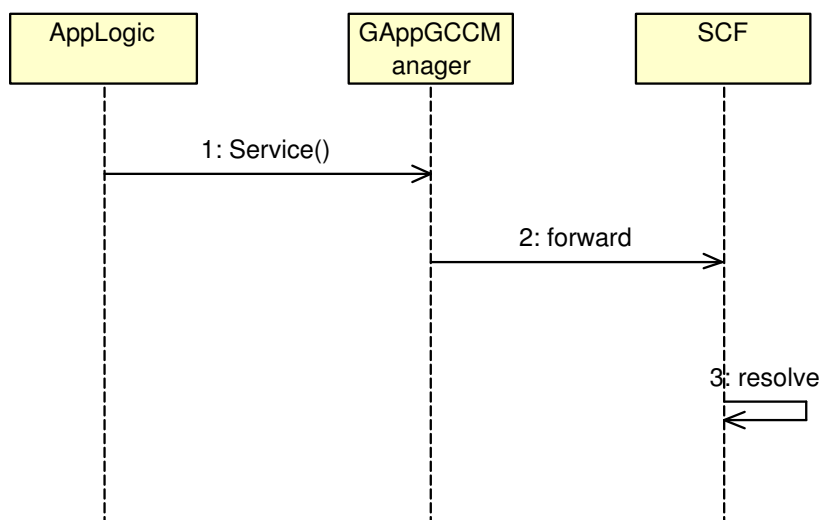 AppLogic
GAppGCCM
anager
SCF
1: Service()
2: forward
3: resolve